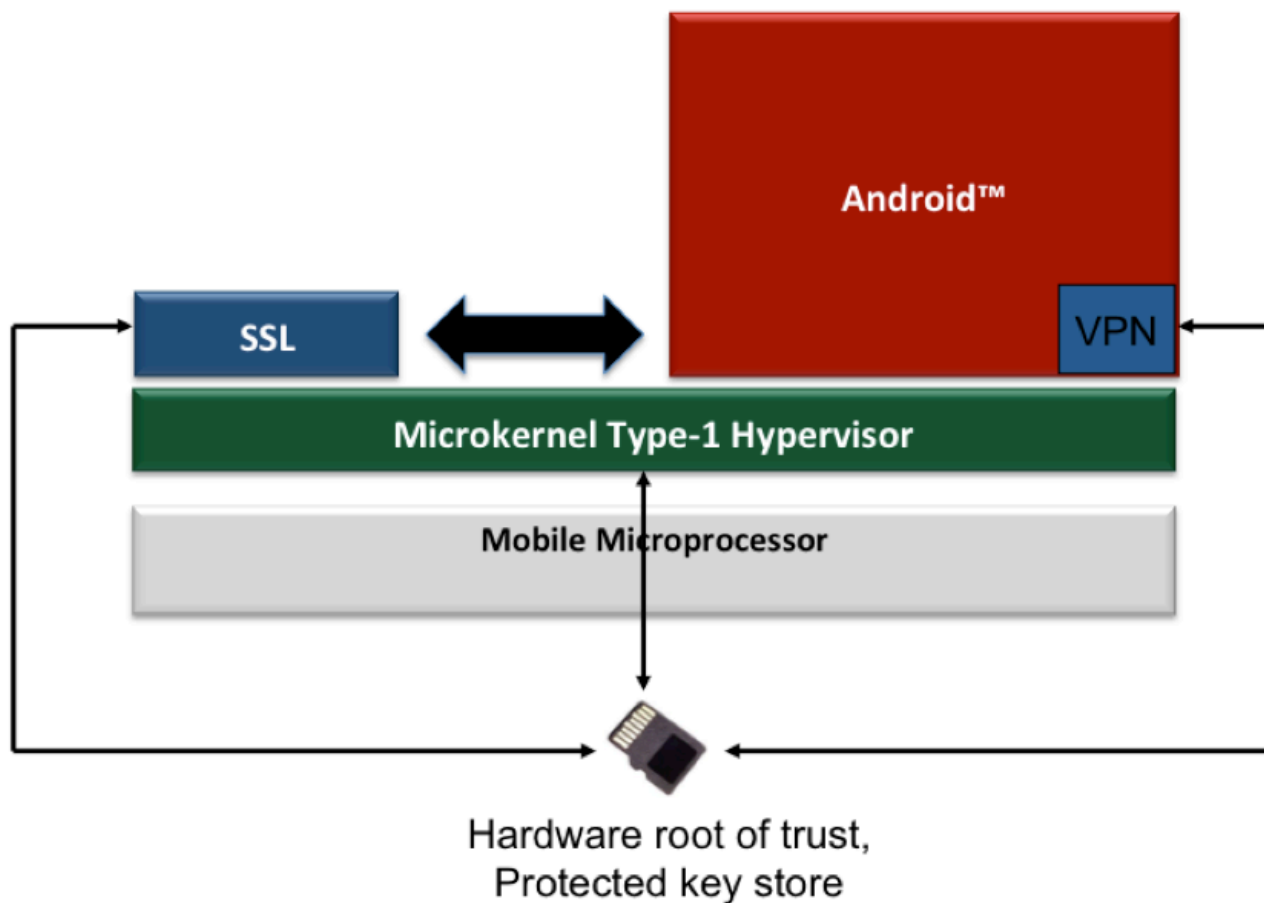 Android™
VPN
SSL
Microkernel Type-1 Hypervisor
Mobile Microprocessor
Hardware root of trust,
Protected key store